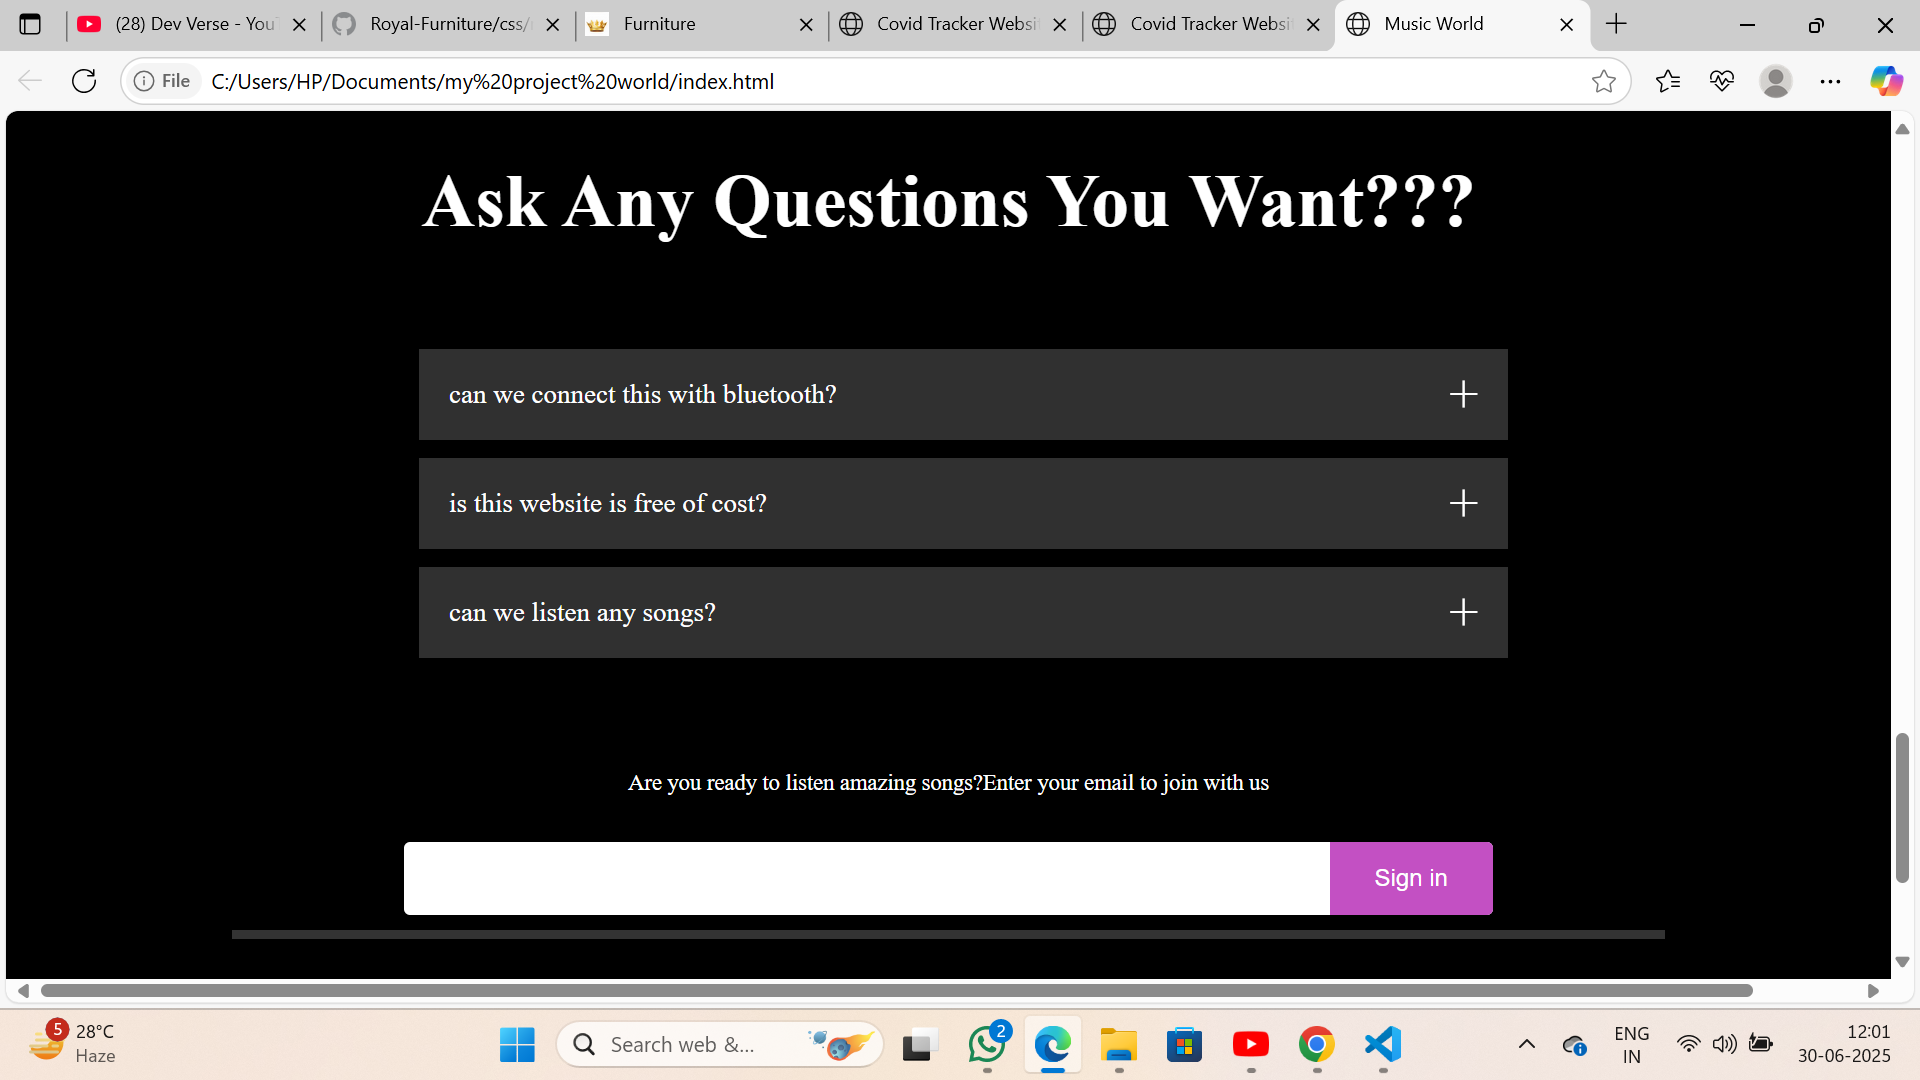 (28) Dev Verse - You
Royal-Furniture/css/
Furniture
Covid Tracker Websi
Covid Tracker Websi
Music World
File
C:/Users/HP/Documents/my%20project%20world/index.html
Ask Any Questions You Want???
can we connect this with bluetooth?
is this website is free of cost?
can we listen any songs?
Are you ready to listen amazing songs?Enter your email to join with us
Sign in
5
28°C
Haze
Search web &...
2
ENG
IN
12:01
30-06-2025